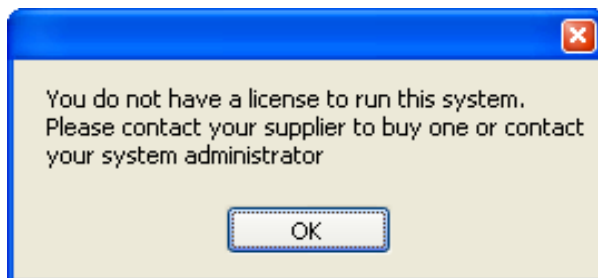 You do not have a license to run this system.
Please contact your supplier to buy one or contact
your system administrator
OK